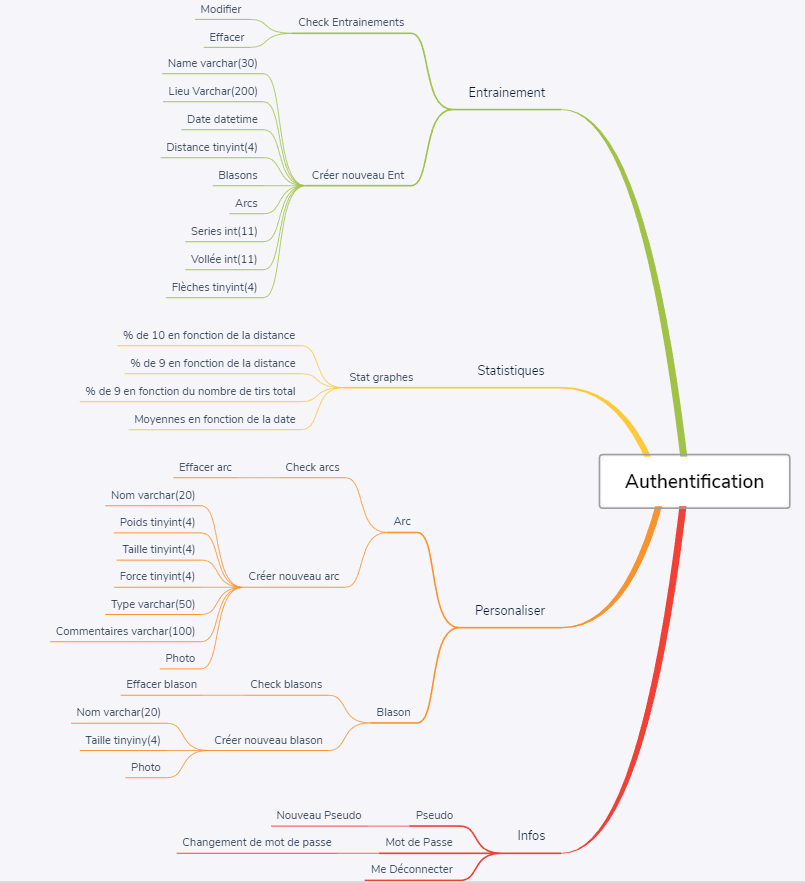 Modifier
Check Entrainements
Effacer
Name varchar(30)
Lieu Varchar(200)
Entrainement
Date datetime
Distance tinyint(4)
Blasons
Créer nouveau Ent
Arcs
Series int(11)
Vollée int(11)
Flèches tinyint(4)
% de 10 en fonction de la distance
% de 9 en fonction de la distance
Stat graphes
Statistiques
% de 9 en fonction du nombre de tirs total
Moyennes en fonction de la date
Authentification
Effacer arc
Check arcs
Nom varchar(20)
Poids tinyint(4)
Arc
Taille tinyint(4)
Force tinyint(4)
Créer nouveau arc
Type varchar(50)
Personaliser
Commentaires varchar(100)
Photo
Effacer blason
Check blasons
Nom varchar(20)
Blason
Taille tinyiny(4)
Créer nouveau blason
Photo
Nouveau Pseudo
Pseudo
Infos
Changement de mot de passe
Mot de Passe
Me Déconnecter